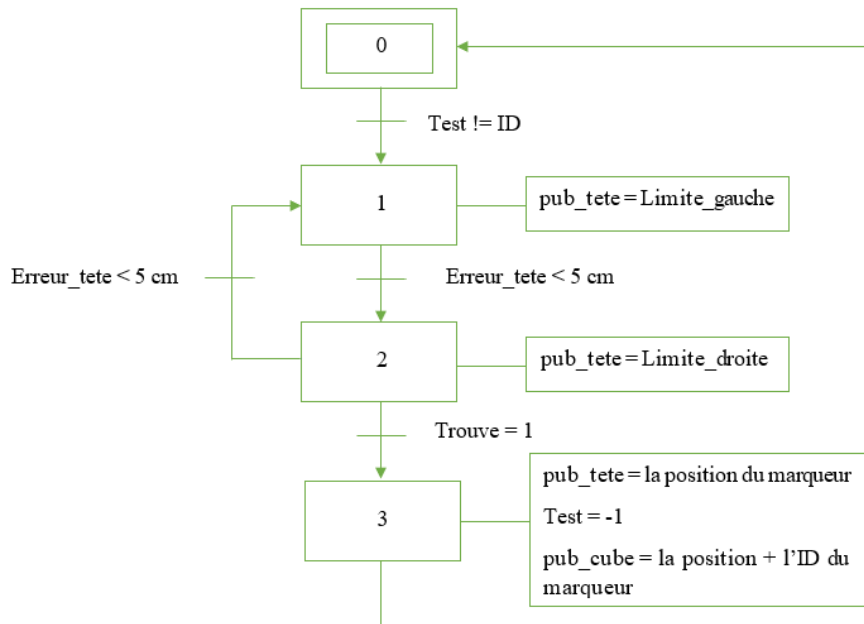 0
Test != ID
1
pub_tete = Limite_gauche
Erreur_tete < 5 cm
Erreur_tete < 5 cm
2
pub_tete = Limite_droite
Trouve = 1
3
pub_tete = la position du marqueur
Test = -1
pub_cube = la position + l’ID du
marqueur